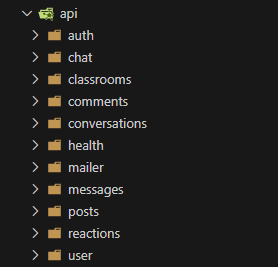 api
auth
chat
classrooms
comments
conversations
health
mailer
messages
posts
reactions
user